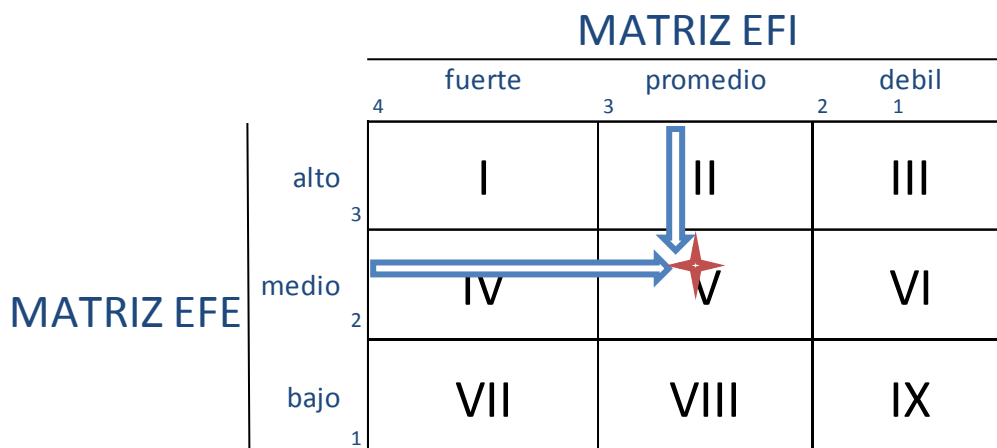 MATRIZ EFI
fuerte promedio debil
4 3 2 1
alto I II III
3
medio IV V VI
MATRIZ EFE
2
bajo VII VIII IX
1